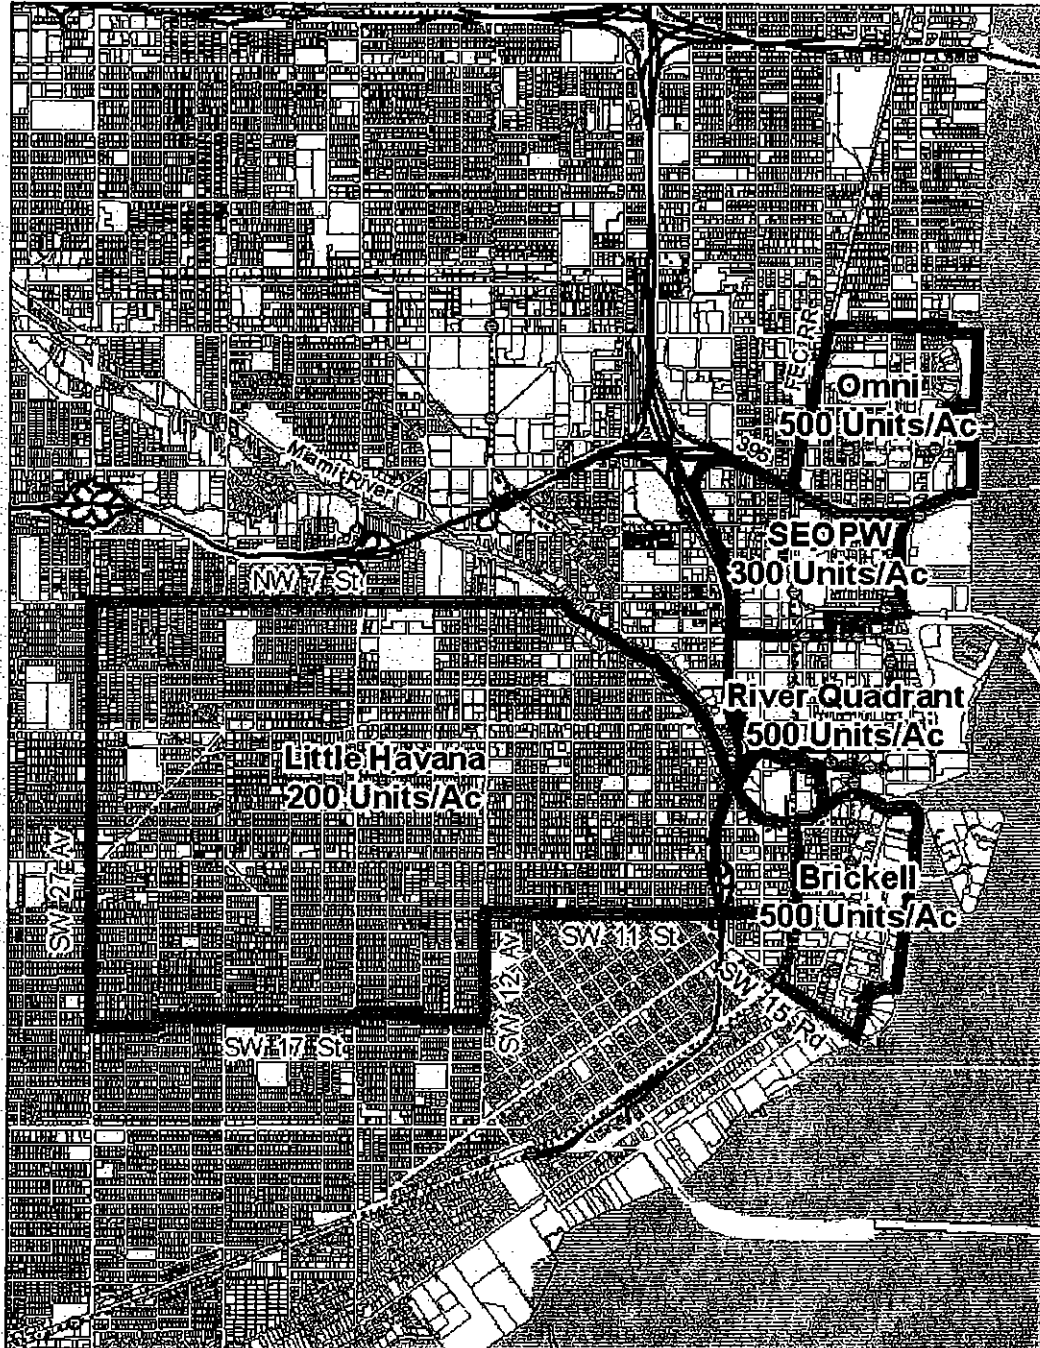 FEC RR
Omni
500 Units/Ac
395
Miami River
SEOPW
300 Units/Ac
NW 7 St
River Quadrant
500 Units/Ac
Little Havana
200 Units/Ac
SW 27 AV
Brickell
500 Units/Ac
SW 11 St
SW 12 AV
SW 15 Rd
SW 17 St